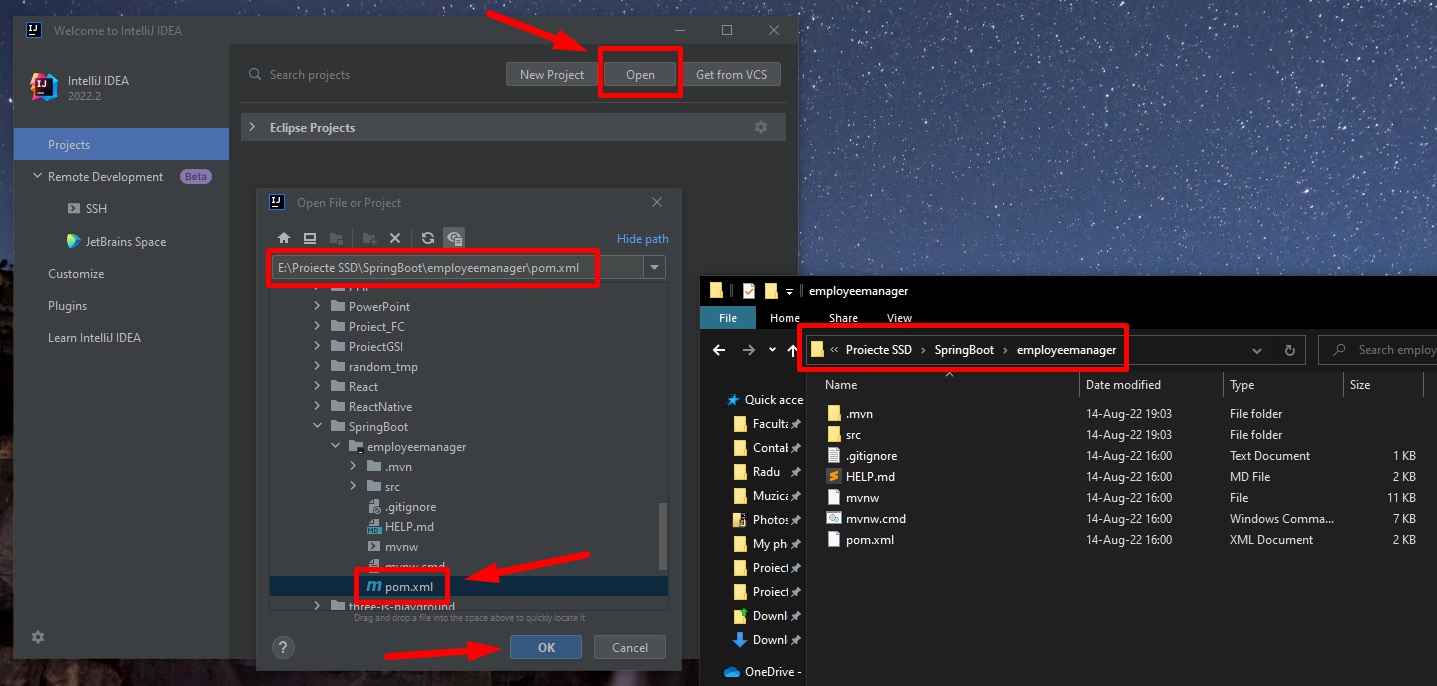 Welcome to IntelliJ IDEA
IntelliJ IDEA
2022.2
Search projects
New Project
Open
Get from VCS
Eclipse Projects
Projects
Remote Development Beta
SSH
JetBrains Space
Customize
Plugins
Learn IntelliJ IDEA
Open File or Project
Hide path
E:\Proiecte SSD\SpringBoot\employeemanager\pom.xml
PowerPoint
Proiect_FC
ProiectGSI
random_tmp
React
ReactNative
SpringBoot
employeemanager
.mvn
src
.gitignore
HELP.md
mvnw
mvnw.cmd
pom.xml
three-js-playground
Drag and drop a file into the space above to quickly locate it
? OK Cancel
employeemanager
File Home Share View
« Proiecte SSD > SpringBoot > employeemanager
Search employ
Name Date modified Type Size
.mvn 14-Aug-22 19:03 File folder
src 14-Aug-22 19:03 File folder
.gitignore 14-Aug-22 16:00 Text Document 1 KB
HELP.md 14-Aug-22 16:00 MD File 2 KB
mvnw 14-Aug-22 16:00 File 11 KB
mvnw.cmd 14-Aug-22 16:00 Windows Comma... 7 KB
pom.xml 14-Aug-22 16:00 XML Document 2 KB
Quick acce
Faculta
Contal
Radu
Muzica
Photos
My ph
Proiect
Proiect
Downl
Downl
OneDrive -